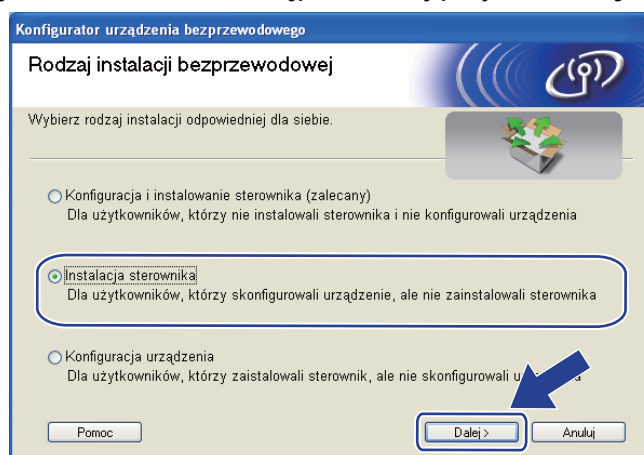 Konfigurator urządzenia bezprzewodowego
Rodzaj instalacji bezprzewodowej
Wybierz rodzaj instalacji odpowiedniej dla siebie.
Konfiguracja i instalowanie sterownika (zalecany)
Dla użytkowników, którzy nie instalowali sterownika i nie konfigurowali urządzenia
Instalacja sterownika
Dla użytkowników, którzy skonfigurowali urządzenie, ale nie zainstalowali sterownika
Konfiguracja urządzenia
Dla użytkowników, którzy zaistalowali sterownik, ale nie skonfigurowali
Pomoc
Dalej >
Anuluj